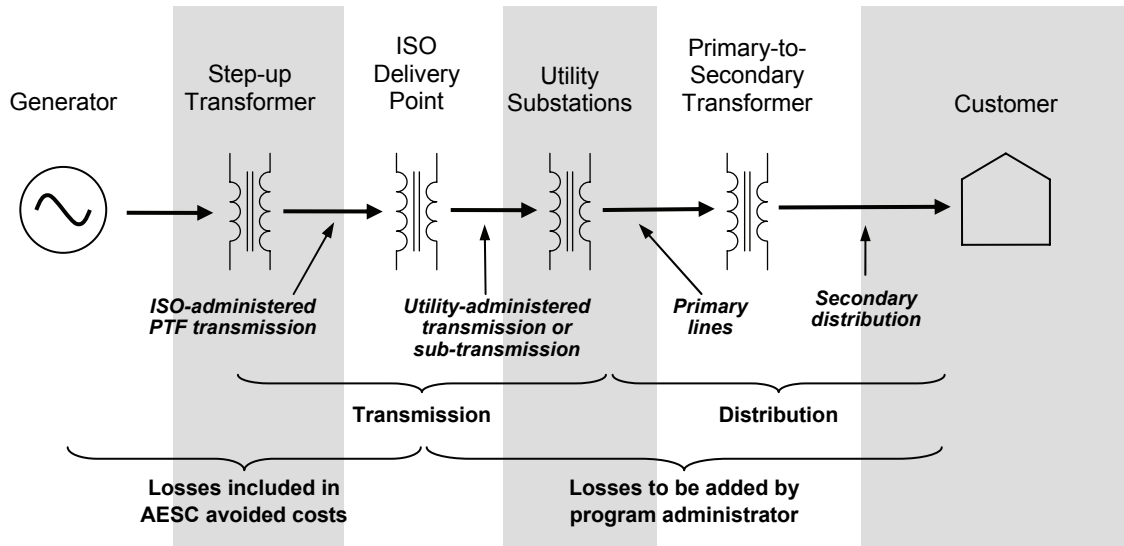 Generator
Step-up
Transformer
ISO
Delivery
Point
Utility
Substations
Primary-to-
Secondary
Transformer
Customer
ISO-administered
PTF transmission
Utility-administered
transmission or
sub-transmission
Primary
lines
Secondary
distribution
Transmission
Distribution
Losses included in
AESC avoided costs
Losses to be added by
program administrator